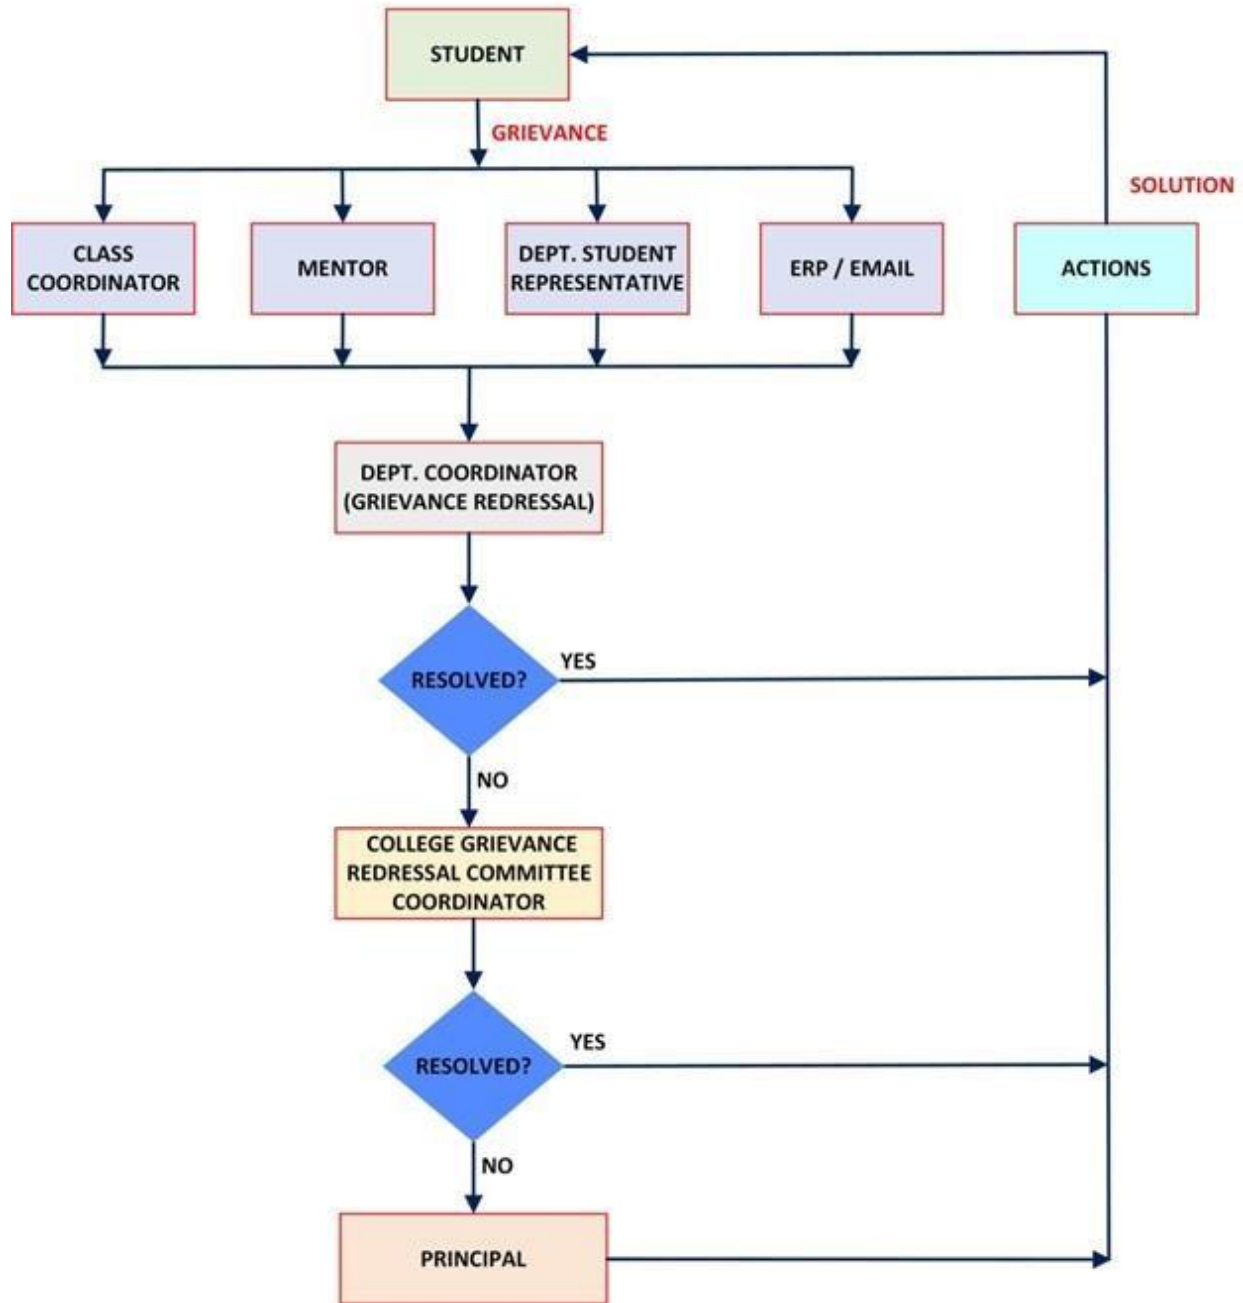 STUDENT
GRIEVANCE
SOLUTION
CLASS
COORDINATOR
MENTOR
DEPT. STUDENT
REPRESENTATIVE
ERP / EMAIL
ACTIONS
DEPT. COORDINATOR
(GRIEVANCE REDRESSAL)
RESOLVED?
YES
NO
COLLEGE GRIEVANCE
REDRESSAL COMMITTEE
COORDINATOR
RESOLVED?
YES
NO
PRINCIPAL